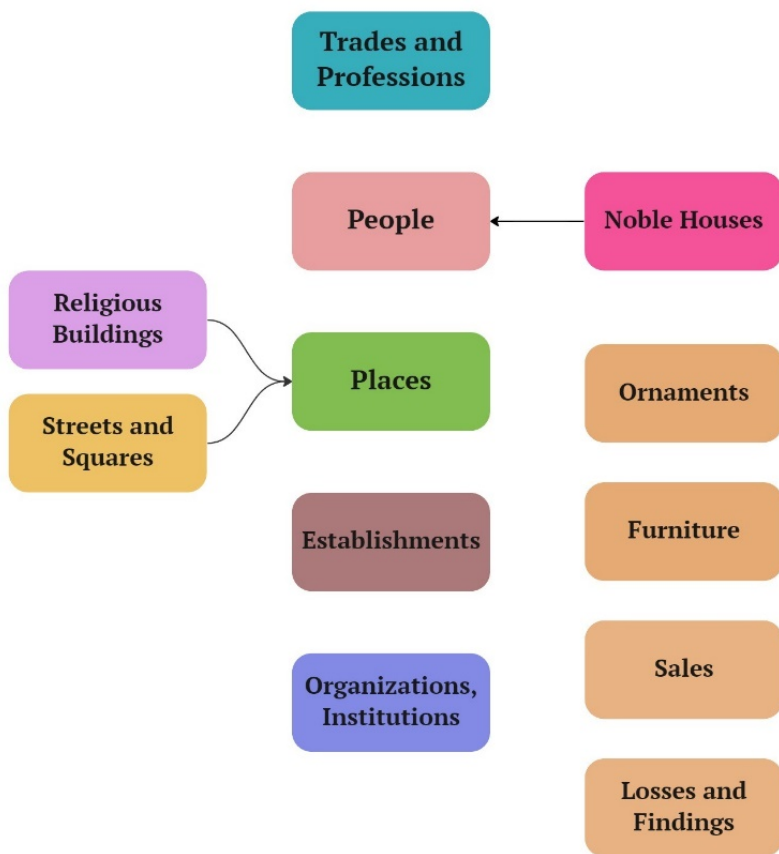 Trades and
Professions
People
Noble Houses
Religious
Buildings
Places
Ornaments
Streets and
Squares
Establishments
Furniture
Organizations,
Institutions
Sales
Losses and
Findings